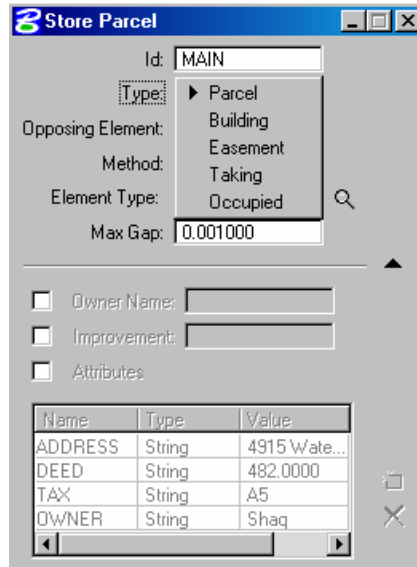 Store Parcel
Id: MAIN
Type: Parcel
Building
Opposing Element:
Easement
Method:
Taking
Element Type: Occupied
Max Gap: 0.001000
Owner Name:
Improvement:
Attributes
Name Type Value
ADDRESS String 4915 Wate...
DEED String 482.0000
TAX String A5
OWNER String Shaq